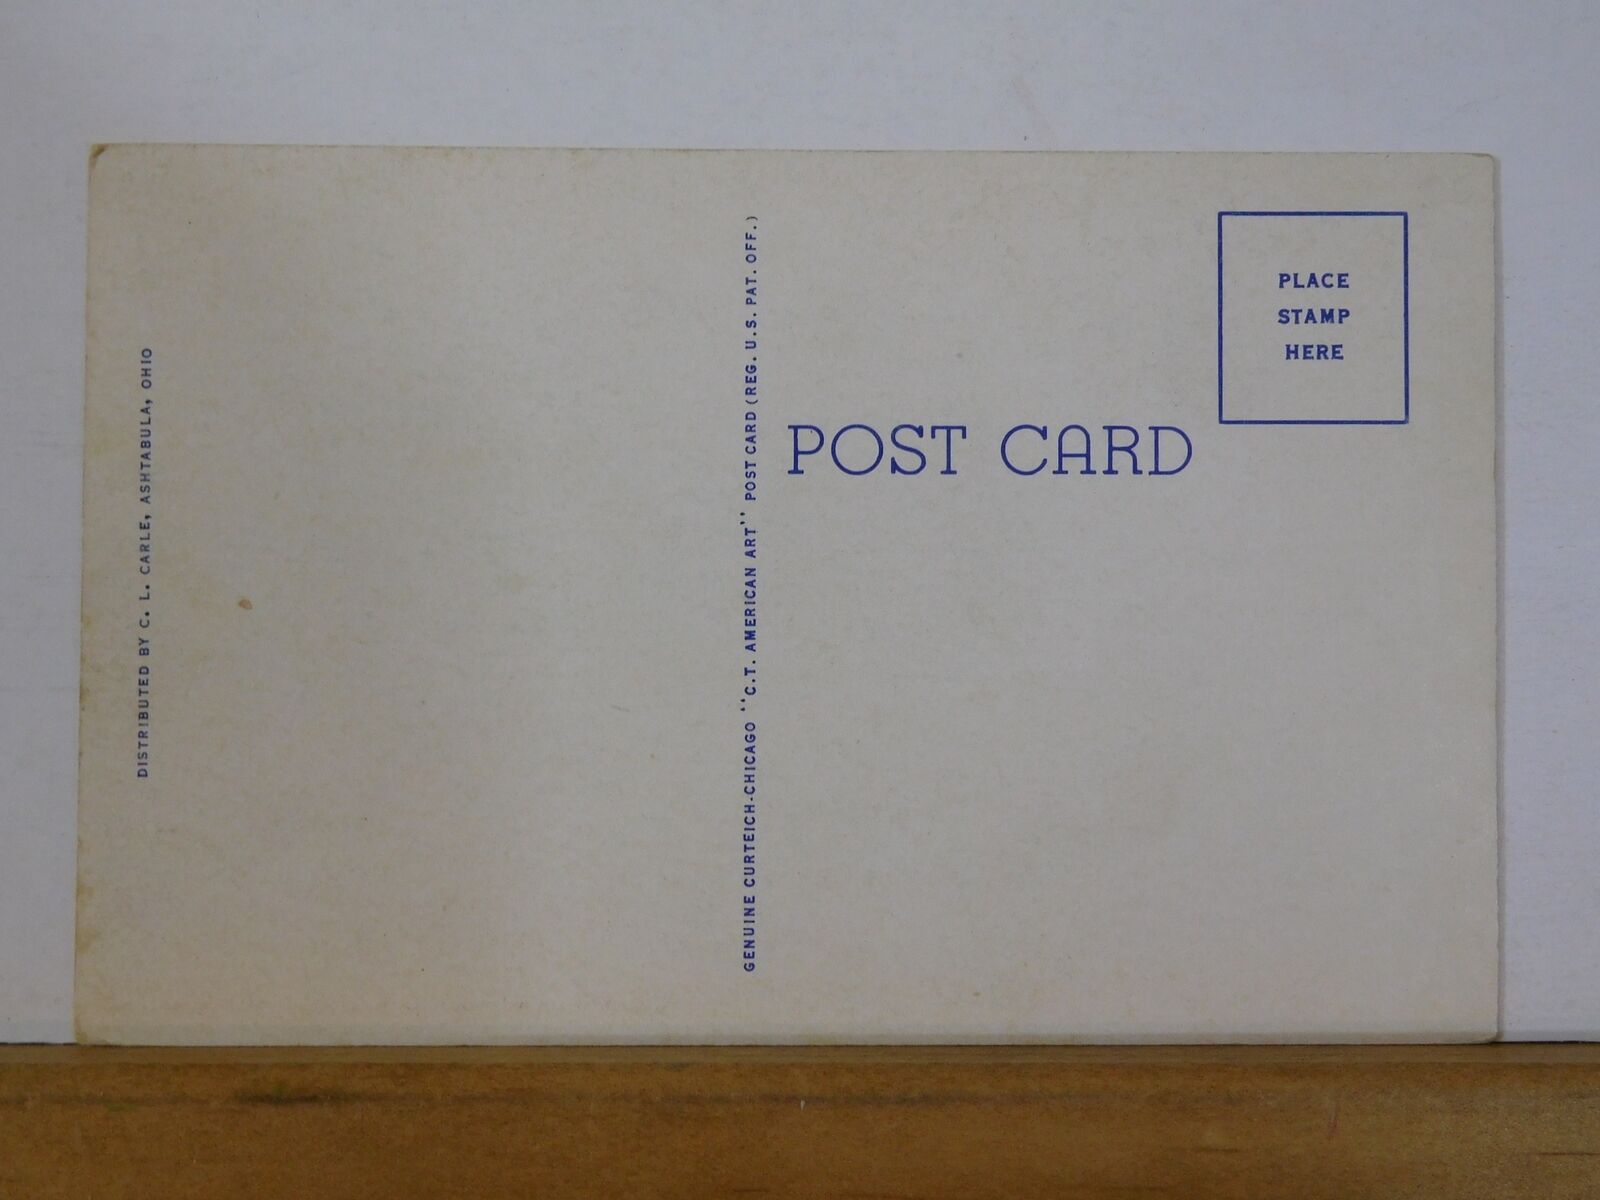 DISTRIBUTED BY C. L. CARLE, ASHTABULA, OHIO
GENUINE CURTEICH-CHICAGO "C.T. AMERICAN ART" POST CARD (REG. U.S. PAT. OFF.)
POST CARD
PLACE
STAMP
HERE